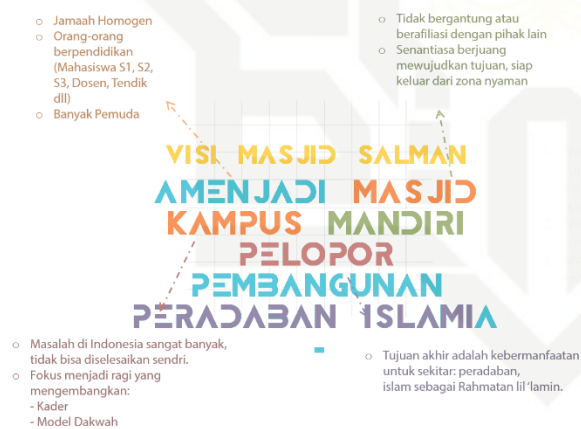 ○ Jamaah Homogen
○ Orang-orang
berpendidikan
(Mahasiswa S1, S2,
S3, Dosen, Tendik
dll)
○ Banyak Pemuda
○ Tidak bergantung atau
berafiliasi dengan pihak lain
○ Senantiasa berjuang
mewujudkan tujuan, siap
keluar dari zona nyaman
VISI MASJID SALMAN
AMENJADI MASJID
KAMPUS MANDIRI
PELOPOR
PEMBANGUNAN
PERADABAN ISLAMIA
-
○ Masalah di Indonesia sangat banyak,
tidak bisa diselesaikan sendri.
○ Fokus menjadi ragi yang
mengembangkan:
- Kader
- Model Dakwah
○ Tujuan akhir adalah kebermanfaatan
untuk sekitar: peradaban,
islam sebagai Rahmatan lil 'lamin.